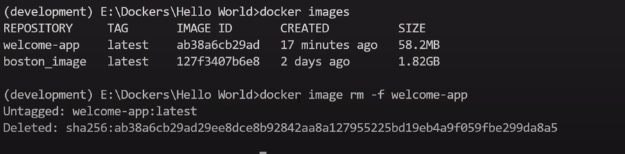 (development) E:\Dockers\Hello World>docker images
REPOSITORY TAG IMAGE ID CREATED SIZE
welcome-app latest ab38a6cb29ad 17 minutes ago 58.2MB
boston_image latest 127f3407b6e8 2 days ago 1.82GB
(development) E:\Dockers\Hello World>docker image rm -f welcome-app
Untagged: welcome-app:latest
Deleted: sha256:ab38a6cb29ad29ee8dce8b92842aa8a127955225bd19eb4a9f059fbe299da8a5